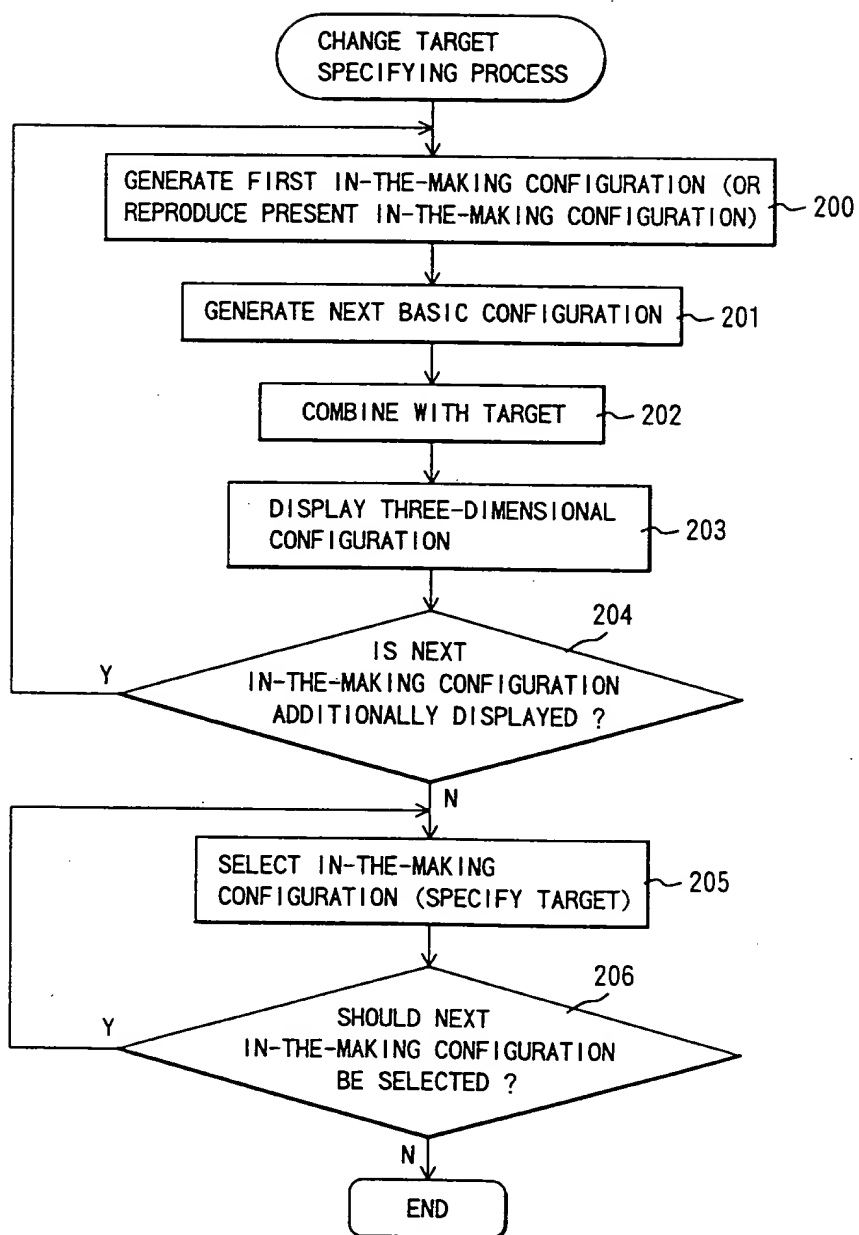 CHANGE TARGET
SPECIFYING PROCESS
GENERATE FIRST IN-THE-MAKING CONFIGURATION (OR
REPRODUCE PRESENT IN-THE-MAKING CONFIGURATION)
200
GENERATE NEXT BASIC CONFIGURATION
201
COMBINE WITH TARGET
202
DISPLAY THREE-DIMENSIONAL
CONFIGURATION
203
204
IS NEXT
IN-THE-MAKING CONFIGURATION
ADDITIONALLY DISPLAYED ?
Y
N
SELECT IN-THE-MAKING
CONFIGURATION (SPECIFY TARGET)
205
206
SHOULD NEXT
IN-THE-MAKING CONFIGURATION
BE SELECTED ?
Y
N
END